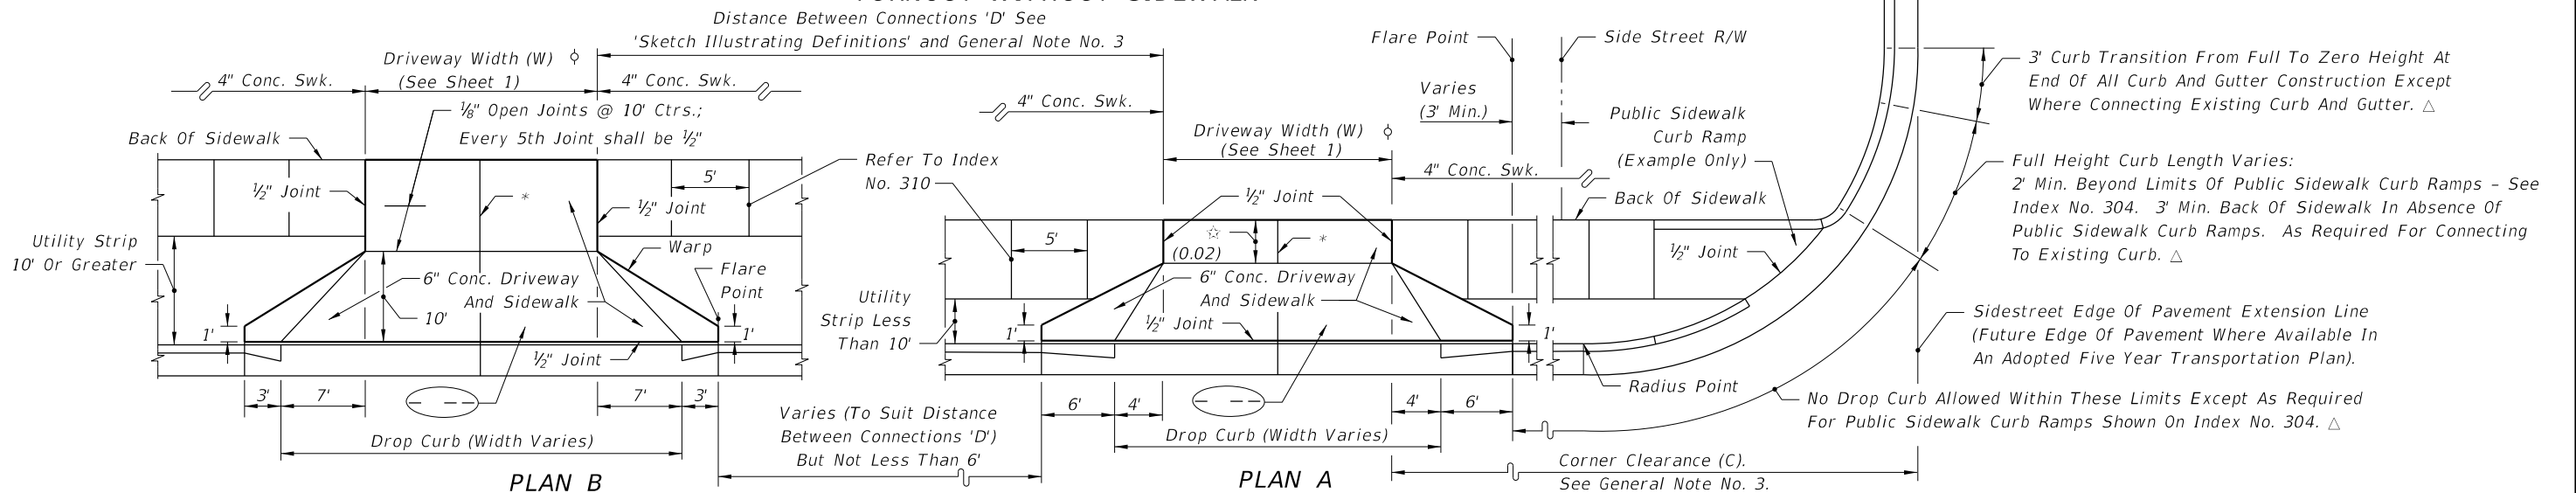 Distance Between Connections 'D' See
'Sketch Illustrating Definitions' and General Note No. 3
Driveway Width (W)
(See Sheet 1)
4" Conc. Swk.
4" Conc. Swk.
⅛" Open Joints @ 10' Ctrs.;
Every 5th Joint shall be ½"
Back Of Sidewalk
½" Joint
*
½" Joint
5'
Refer To Index
No. 310
Utility Strip
10' Or Greater
Warp
Flare
Point
6" Conc. Driveway
And Sidewalk
10'
1'
1'
½" Joint
3'
7'
7'
3'
Drop Curb (Width Varies)
PLAN B
Varies (To Suit Distance
Between Connections 'D')
But Not Less Than 6'
4" Conc. Swk.
Flare Point
Side Street R/W
Varies
(3' Min.)
Driveway Width (W)
(See Sheet 1)
4" Conc. Swk.
Public Sidewalk
Curb Ramp
(Example Only)
Back Of Sidewalk
½" Joint
5'
☆
(0.02)
*
6" Conc. Driveway
And Sidewalk
½" Joint
½" Joint
Utility
Strip Less
Than 10'
1'
1'
6'
4'
4'
6'
Drop Curb (Width Varies)
PLAN A
Radius Point
Corner Clearance (C).
See General Note No. 3.
3' Curb Transition From Full To Zero Height At
End Of All Curb And Gutter Construction Except
Where Connecting Existing Curb And Gutter. △
Full Height Curb Length Varies:
2' Min. Beyond Limits Of Public Sidewalk Curb Ramps – See
Index No. 304. 3' Min. Back Of Sidewalk In Absence Of
Public Sidewalk Curb Ramps. As Required For Connecting
To Existing Curb. △
Sidestreet Edge Of Pavement Extension Line
(Future Edge Of Pavement Where Available In
An Adopted Five Year Transportation Plan).
No Drop Curb Allowed Within These Limits Except As Required
For Public Sidewalk Curb Ramps Shown On Index No. 304. △